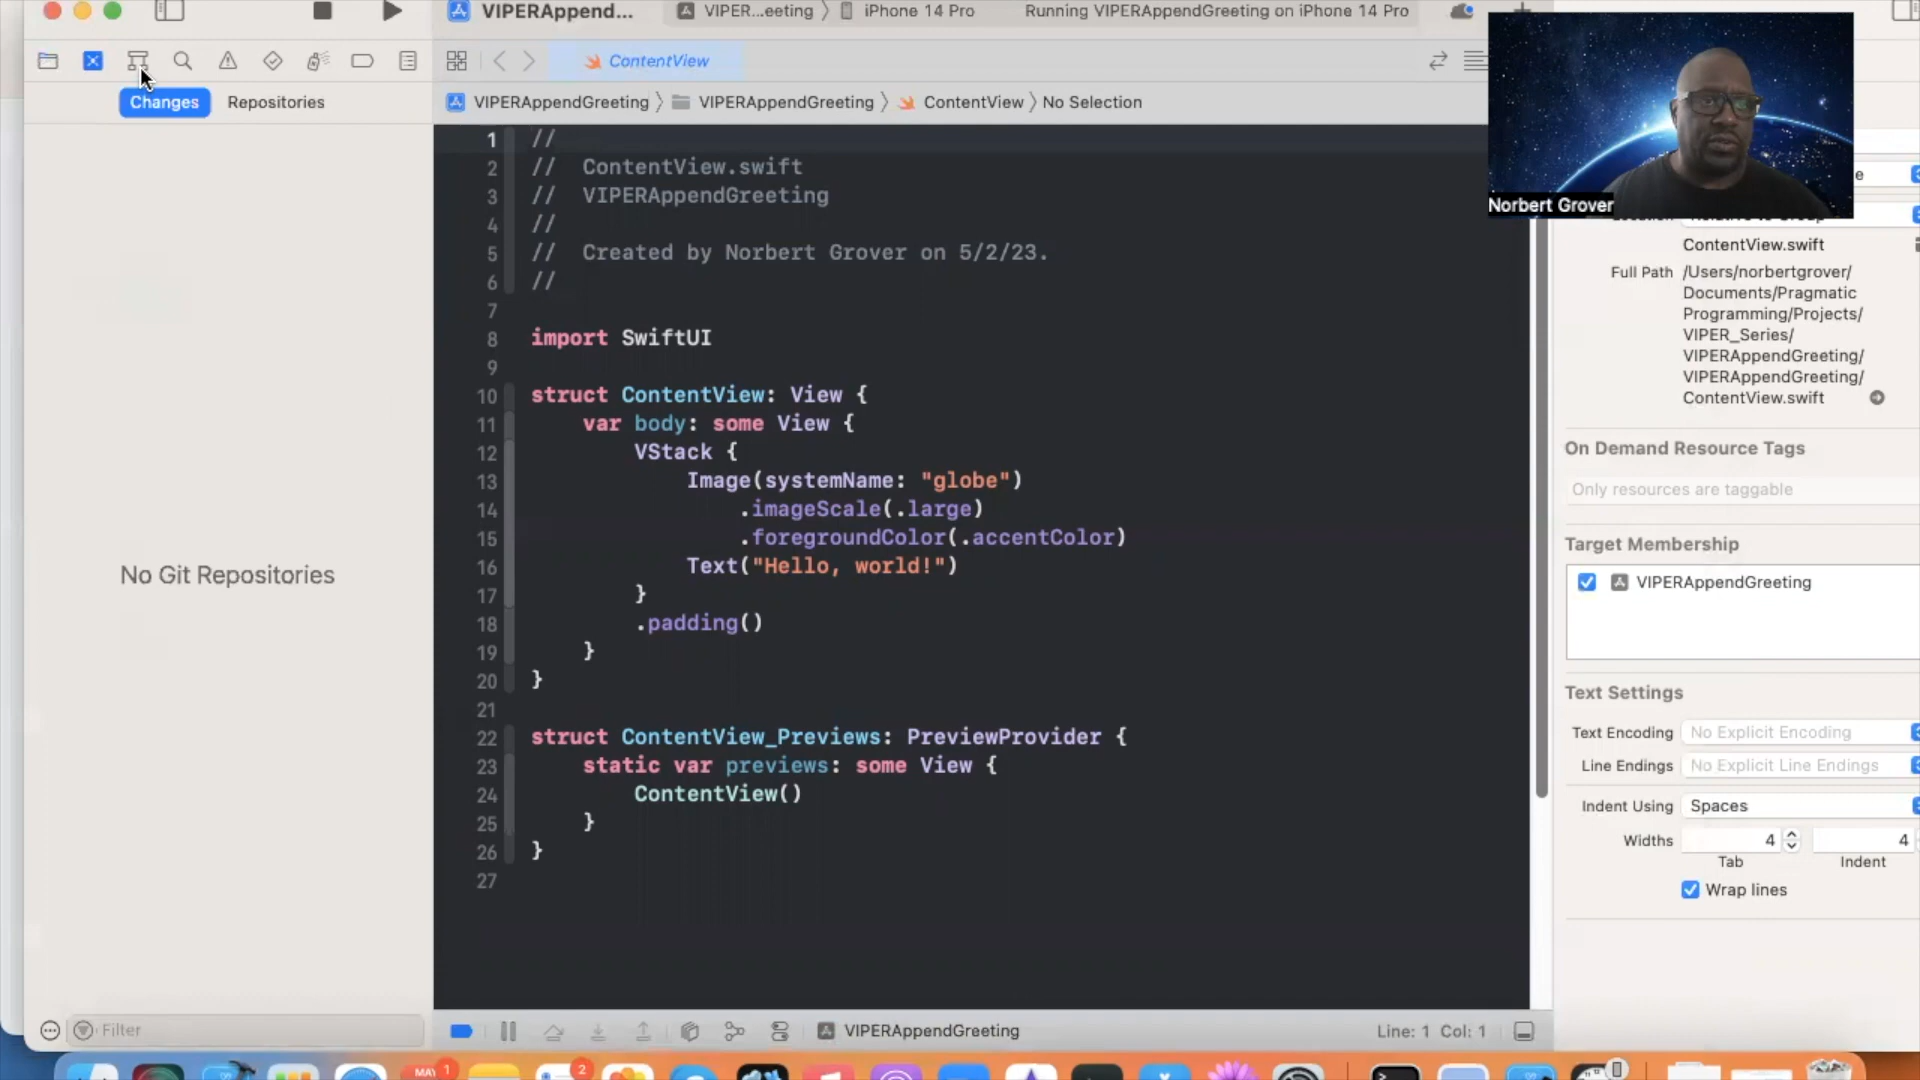 VIPERAppend...
VIPER...eeting
iPhone 14 Pro
Running VIPERAppendGreeting on iPhone 14 Pro
ContentView
Changes
Repositories
VIPERAppendGreeting
VIPERAppendGreeting
ContentView
No Selection
1 //
2 // ContentView.swift
3 // VIPERAppendGreeting
4 //
5 // Created by Norbert Grover on 5/2/23.
6 //
7
8 import SwiftUI
9
10 struct ContentView: View {
11 var body: some View {
12 VStack {
13 Image(systemName: "globe")
14 .imageScale(.large)
15 .foregroundColor(.accentColor)
16 Text("Hello, world!")
17 }
18 .padding()
19 }
20 }
21
22 struct ContentView_Previews: PreviewProvider {
23 static var previews: some View {
24 ContentView()
25 }
26 }
27
No Git Repositories
Filter
VIPERAppendGreeting
Line: 1 Col: 1
Norbert Grover
ContentView.swift
Full Path /Users/norbertgrover/
Documents/Pragmatic
Programming/Projects/
VIPER_Series/
VIPERAppendGreeting/
VIPERAppendGreeting/
ContentView.swift
On Demand Resource Tags
Only resources are taggable
Target Membership
VIPERAppendGreeting
Text Settings
Text Encoding No Explicit Encoding
Line Endings No Explicit Line Endings
Indent Using Spaces
Widths 4 4
Tab Indent
Wrap lines
MAY 1
2